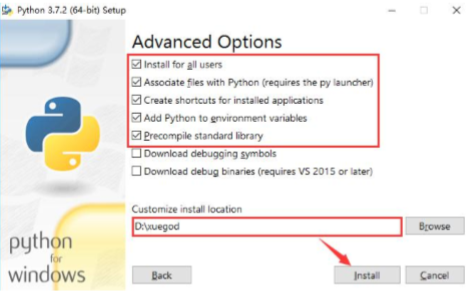 Python 3.7.2 (64-bit) Setup
Advanced Options
Install for all users
Associate files with Python (requires the py launcher)
Create shortcuts for installed applications
Add Python to environment variables
Precompile standard library
Download debugging symbols
Download debug binaries (requires VS 2015 or later)
Customize install location
D:\xuegod
Browse
python
for
windows
Back
Install
Cancel